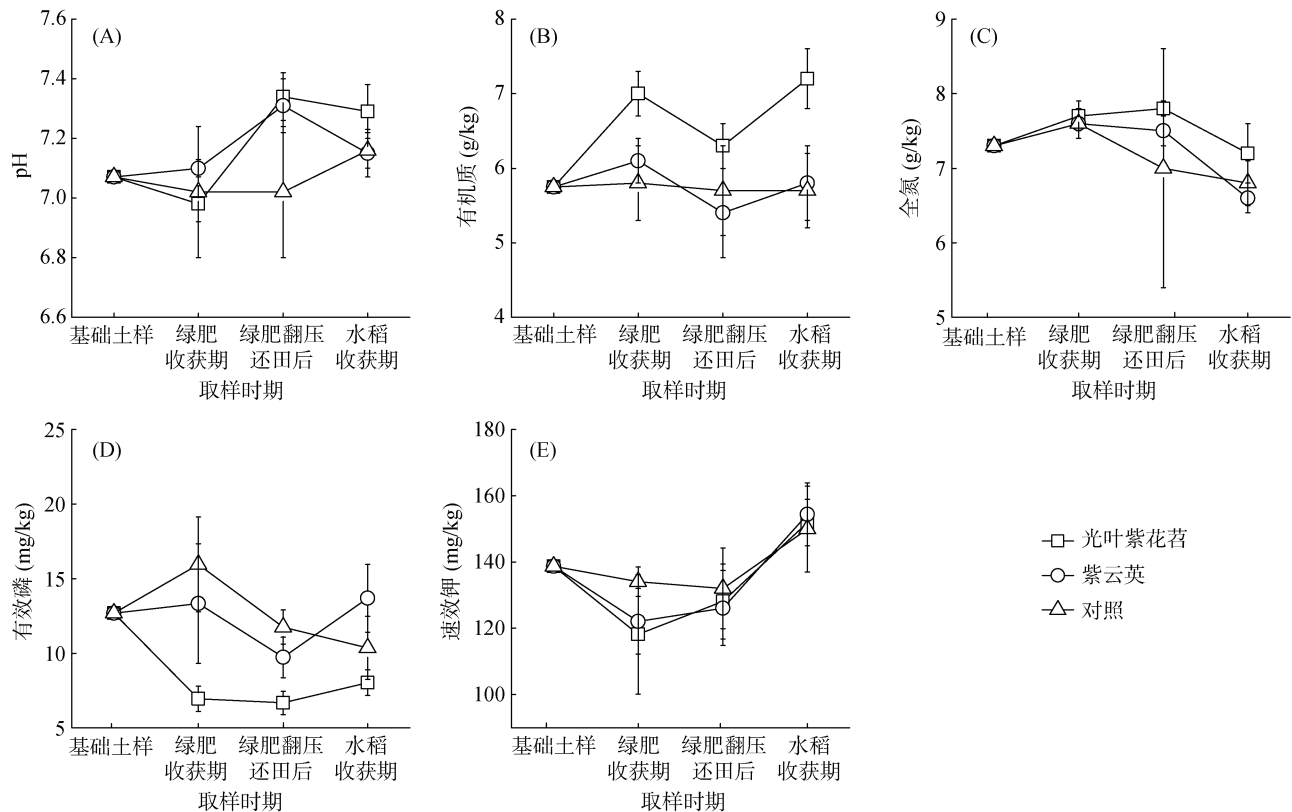 (A)
pH
7.6
7.4
7.2
7.0
6.8
6.6
基础土样
绿肥
收获期
绿肥翻压
还田后
水稻
收获期
取样时期
(B)
有机质 (g/kg)
8
7
6
5
4
基础土样
绿肥
收获期
绿肥翻压
还田后
水稻
收获期
取样时期
(C)
全氮 (g/kg)
9
8
7
6
5
基础土样
绿肥
收获期
绿肥翻压
还田后
水稻
收获期
取样时期
(D)
有效磷 (mg/kg)
25
20
15
10
5
基础土样
绿肥
收获期
绿肥翻压
还田后
水稻
收获期
取样时期
(E)
速效钾 (mg/kg)
180
160
140
120
100
基础土样
绿肥
收获期
绿肥翻压
还田后
水稻
收获期
取样时期
光叶紫花苕
紫云英
对照